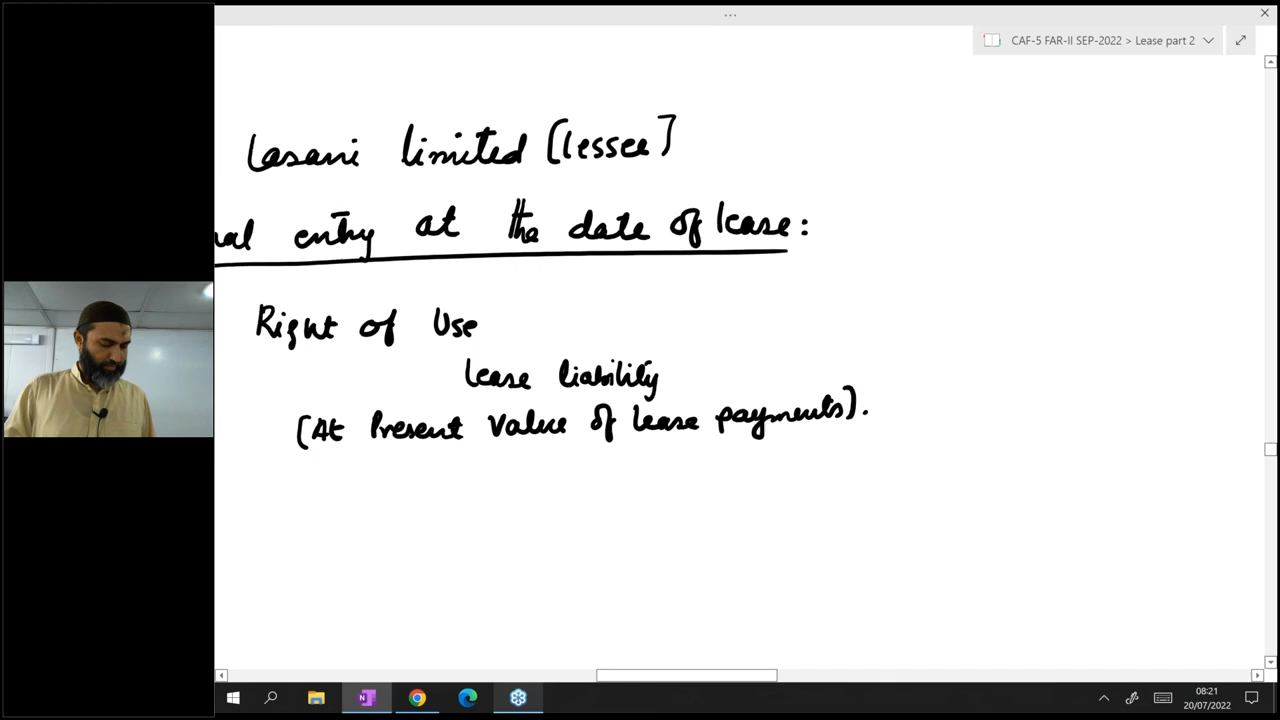 CAF-5 FAR-II SEP-2022 > Lease part 2
Lasani limited [lessee]
entry at the date of lease:
Right of Use
lease liability
(At Present value of lease payments).
08:21
20/07/2022